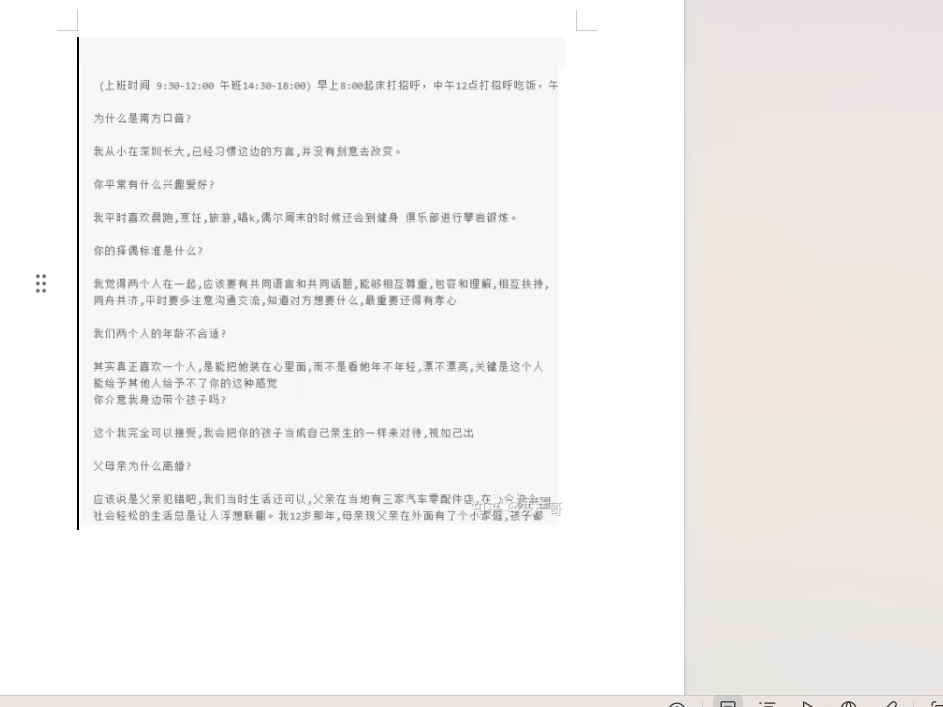 (上班时间 9:30-12:00 午班14:30-18:00) 早上8:00起床打招呼，中午12点打招呼吃饭，午
为什么是南方口音?
我从小在深圳长大,已经习惯这边的方言,并没有刻意去改变。
你平常有什么兴趣爱好?
我平时喜欢晨跑,烹饪,旅游,唱k,偶尔周末的时候还会到健身 俱乐部进行攀岩锻炼。
你的择偶标准是什么?
我觉得两个人在一起,应该要有共同语言和共同话题,能够相互尊重,包容和理解,相互扶持,
同舟共济,平时要多注意沟通交流,知道对方想要什么,最重要还得有孝心
我们两个人的年龄不合适?
其实真正喜欢一个人,是能把她装在心里面,而不是看他年不年轻,漂不漂亮,关键是这个人
能给予其他人给予不了你的这种感觉
你介意我身边带个孩子吗?
这个我完全可以接受,我会把你的孩子当成自己亲生的一样来对待,视如己出
父母亲为什么离婚?
应该说是父亲犯错吧,我们当时生活还可以,父亲在当地有三家汽车零配件店,在
社会轻松的生活总是让人浮想联翩。我12岁那年,母亲现父亲在外面有了个小家庭,孩子都
知乎